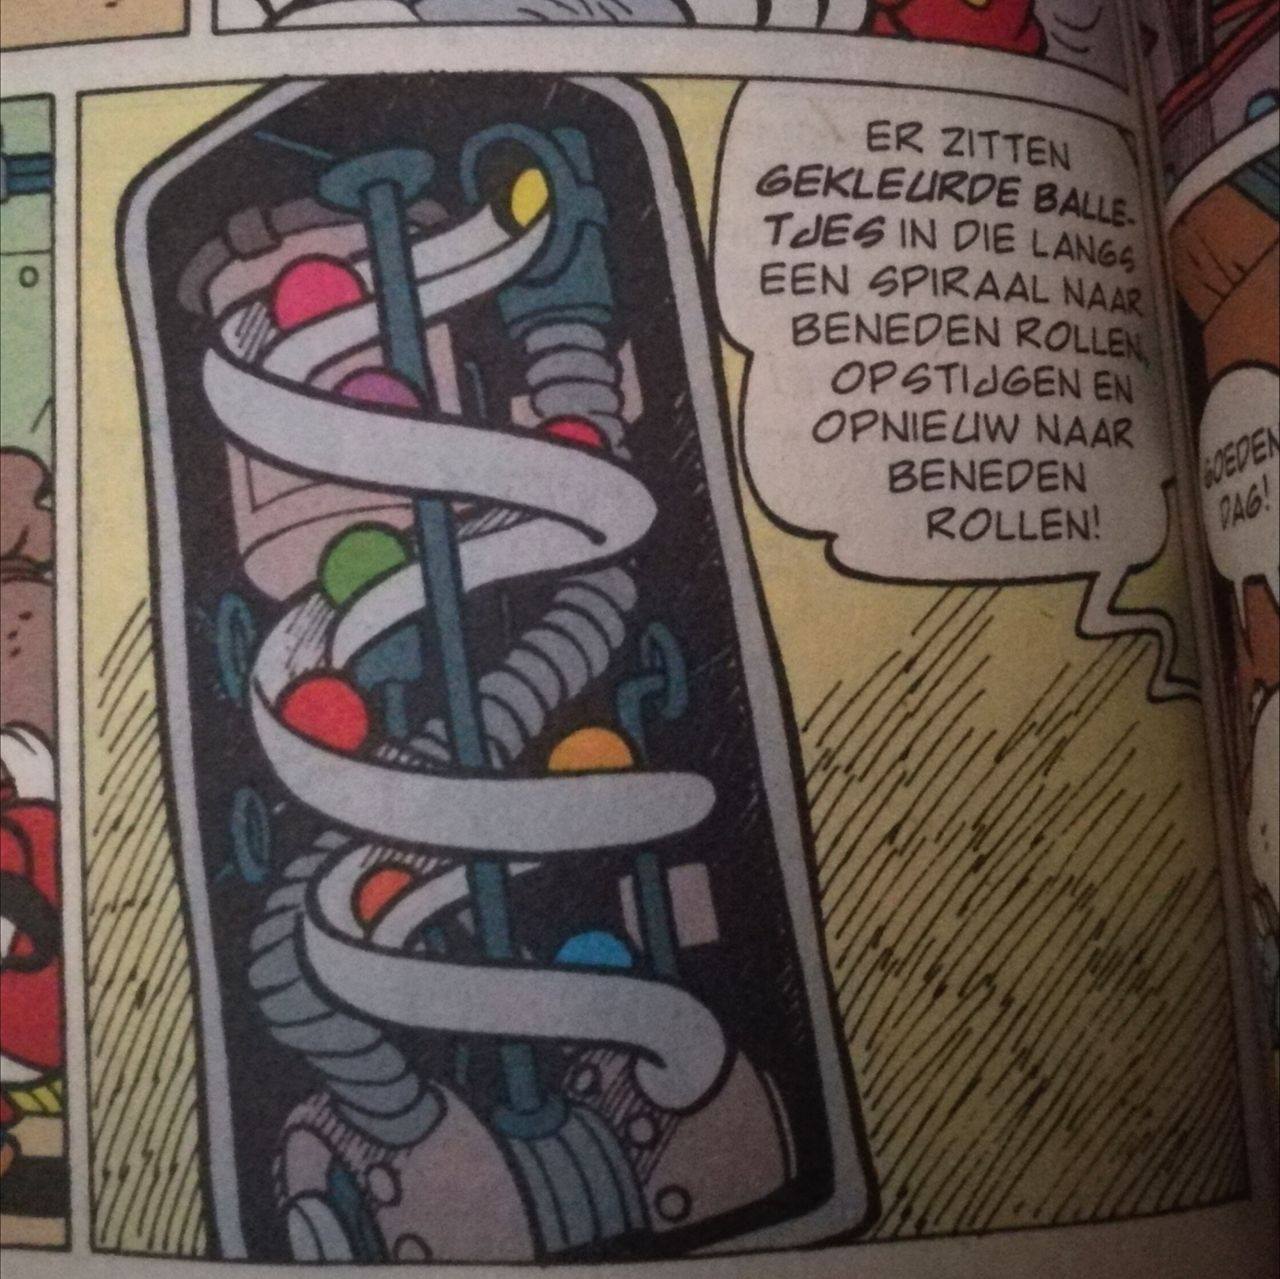 ER ZITTEN
GEKLEURDE BALLE-
TJES IN DIE LANGS
EEN SPIRAAL NAAR
BENEDEN ROLLEN,
OPSTIJGEN EN
OPNIEUW NAAR
BENEDEN
ROLLEN!
GOEDEN
DAG!